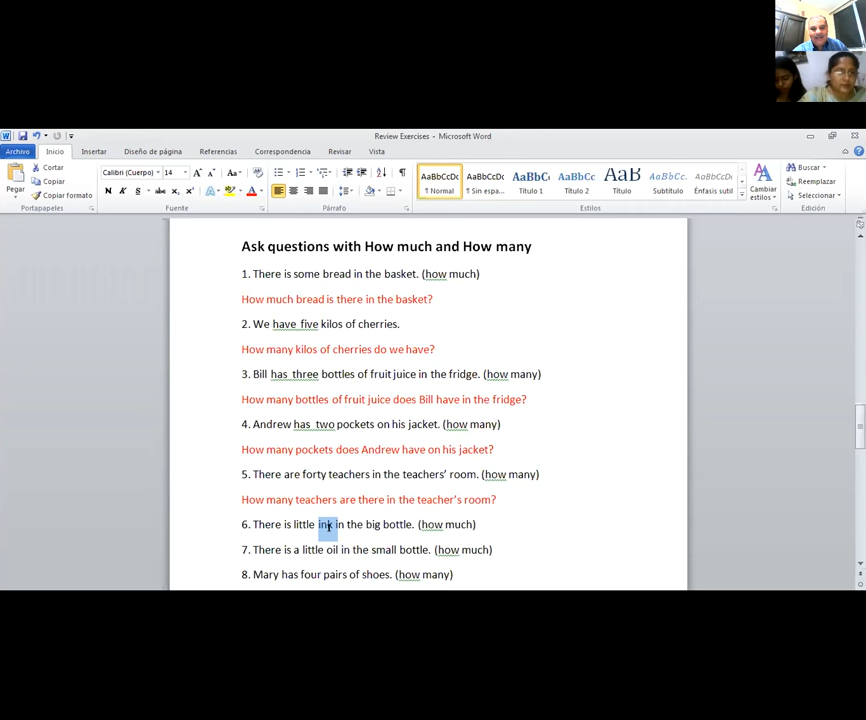 Review Exercises - Microsoft Word
Archivo Inicio Insertar Diseño de página Referencias Correspondencia Revisar Vista
Pegar
Cortar
Copiar
Copiar formato
Portapapeles
Calibri (Cuerpo) 14
Fuente
Párrafo
AaBbCcDc ¶ Normal
AaBbCcDc ¶ Sin espa...
AaBbC Título 1
AaBbCc Título 2
AaB Título
AaBbCc. Subtítulo
AaBbCcDc Énfasis sutil
Cambiar estilos
Estilos
Buscar
Reemplazar
Seleccionar
Edición
Ask questions with How much and How many
1. There is some bread in the basket. (how much)
How much bread is there in the basket?
2. We have five kilos of cherries.
How many kilos of cherries do we have?
3. Bill has three bottles of fruit juice in the fridge. (how many)
How many bottles of fruit juice does Bill have in the fridge?
4. Andrew has two pockets on his jacket. (how many)
How many pockets does Andrew have on his jacket?
5. There are forty teachers in the teachers’ room. (how many)
How many teachers are there in the teacher’s room?
6. There is little ink in the big bottle. (how much)
7. There is a little oil in the small bottle. (how much)
8. Mary has four pairs of shoes. (how many)